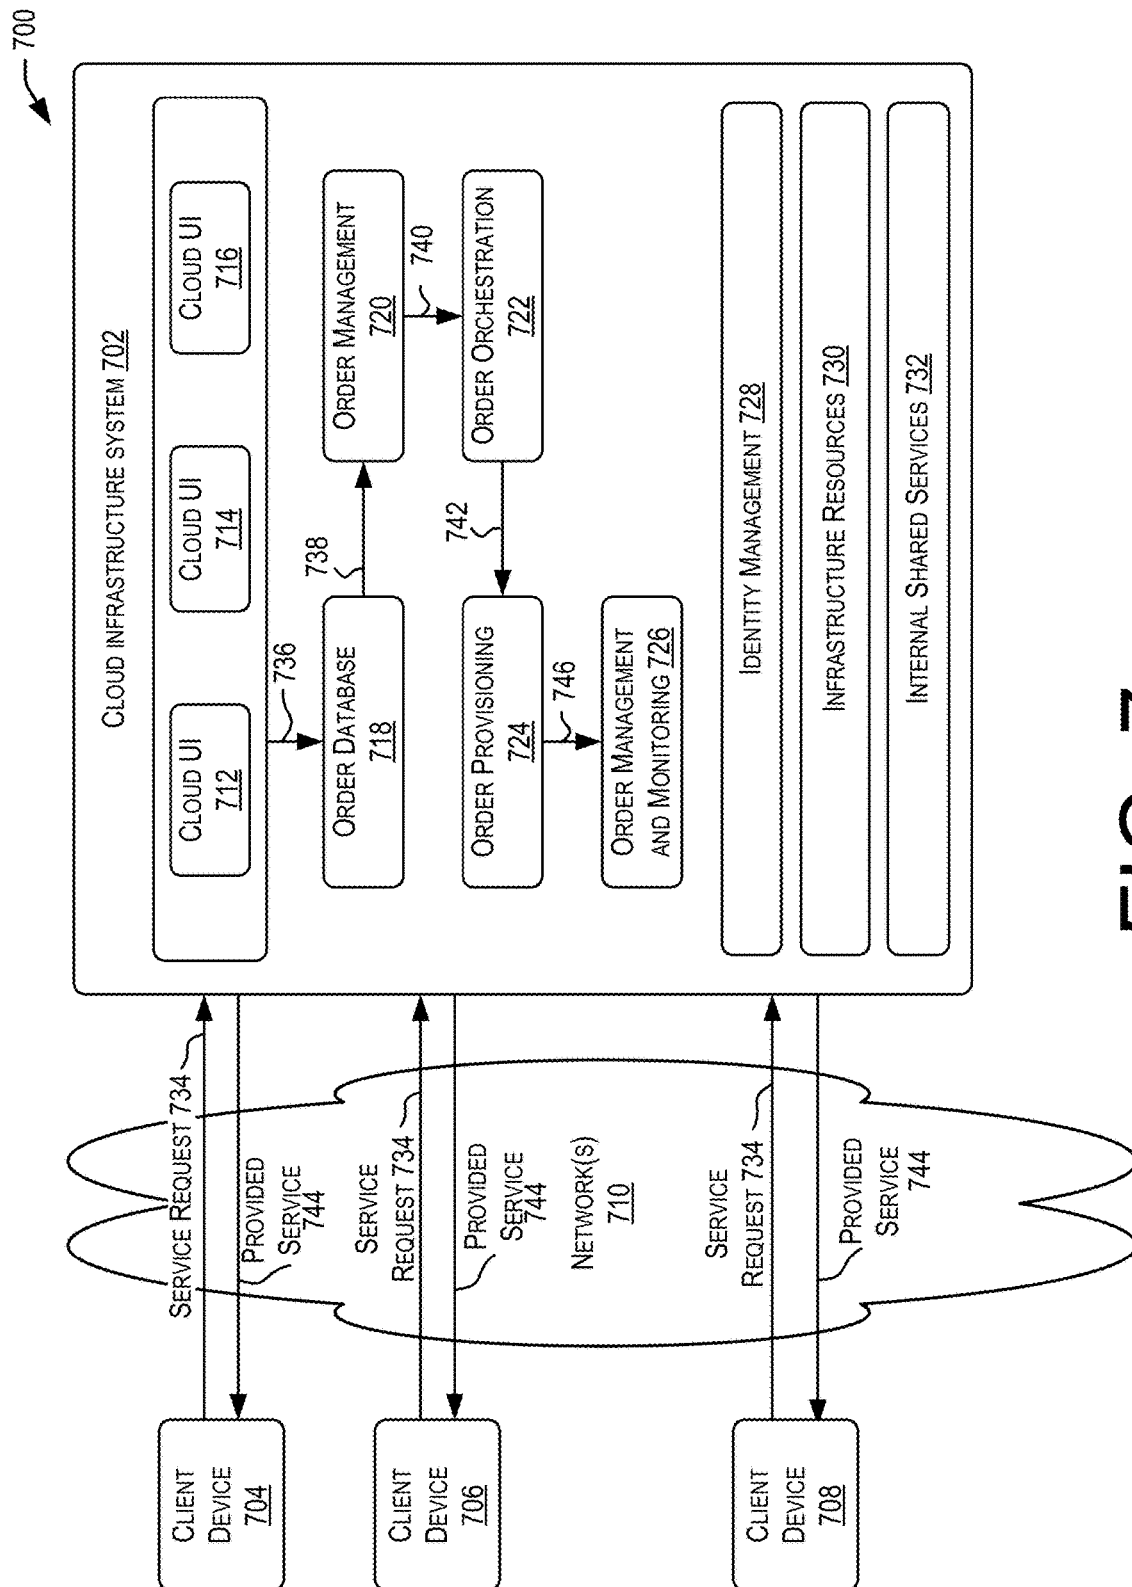 700
CLOUD INFRASTRUCTURE SYSTEM 702
CLOUD UI
712
CLOUD UI
714
CLOUD UI
716
736
ORDER DATABASE
718
738
ORDER MANAGEMENT
720
740
ORDER ORCHESTRATION
722
742
ORDER PROVISIONING
724
746
ORDER MANAGEMENT
AND MONITORING 726
IDENTITY MANAGEMENT 728
INFRASTRUCTURE RESOURCES 730
INTERNAL SHARED SERVICES 732
SERVICE REQUEST 734
PROVIDED
SERVICE
744
SERVICE
REQUEST 734
PROVIDED
SERVICE
744
NETWORK(S)
710
SERVICE
REQUEST 734
PROVIDED
SERVICE
744
CLIENT
DEVICE
704
CLIENT
DEVICE
706
CLIENT
DEVICE
708
FIG. 7